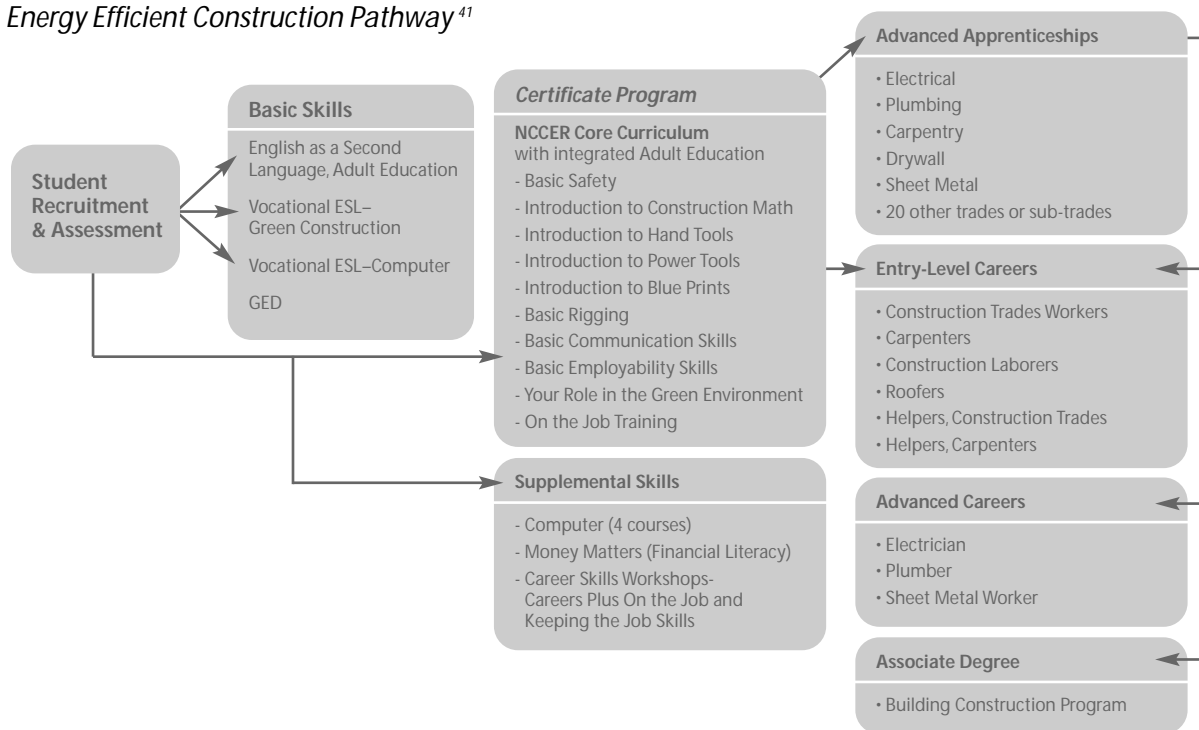 Energy Efficient Construction Pathway 41
Student
Recruitment
& Assessment
Basic Skills
English as a Second
Language, Adult Education
Vocational ESL–
Green Construction
Vocational ESL–Computer
GED
Certificate Program
NCCER Core Curriculum
with integrated Adult Education
- Basic Safety
- Introduction to Construction Math
- Introduction to Hand Tools
- Introduction to Power Tools
- Introduction to Blue Prints
- Basic Rigging
- Basic Communication Skills
- Basic Employability Skills
- Your Role in the Green Environment
- On the Job Training
Supplemental Skills
- Computer (4 courses)
- Money Matters (Financial Literacy)
- Career Skills Workshops-
Careers Plus On the Job and
Keeping the Job Skills
Advanced Apprenticeships
• Electrical
• Plumbing
• Carpentry
• Drywall
• Sheet Metal
• 20 other trades or sub-trades
Entry-Level Careers
• Construction Trades Workers
• Carpenters
• Construction Laborers
• Roofers
• Helpers, Construction Trades
• Helpers, Carpenters
Advanced Careers
• Electrician
• Plumber
• Sheet Metal Worker
Associate Degree
• Building Construction Program